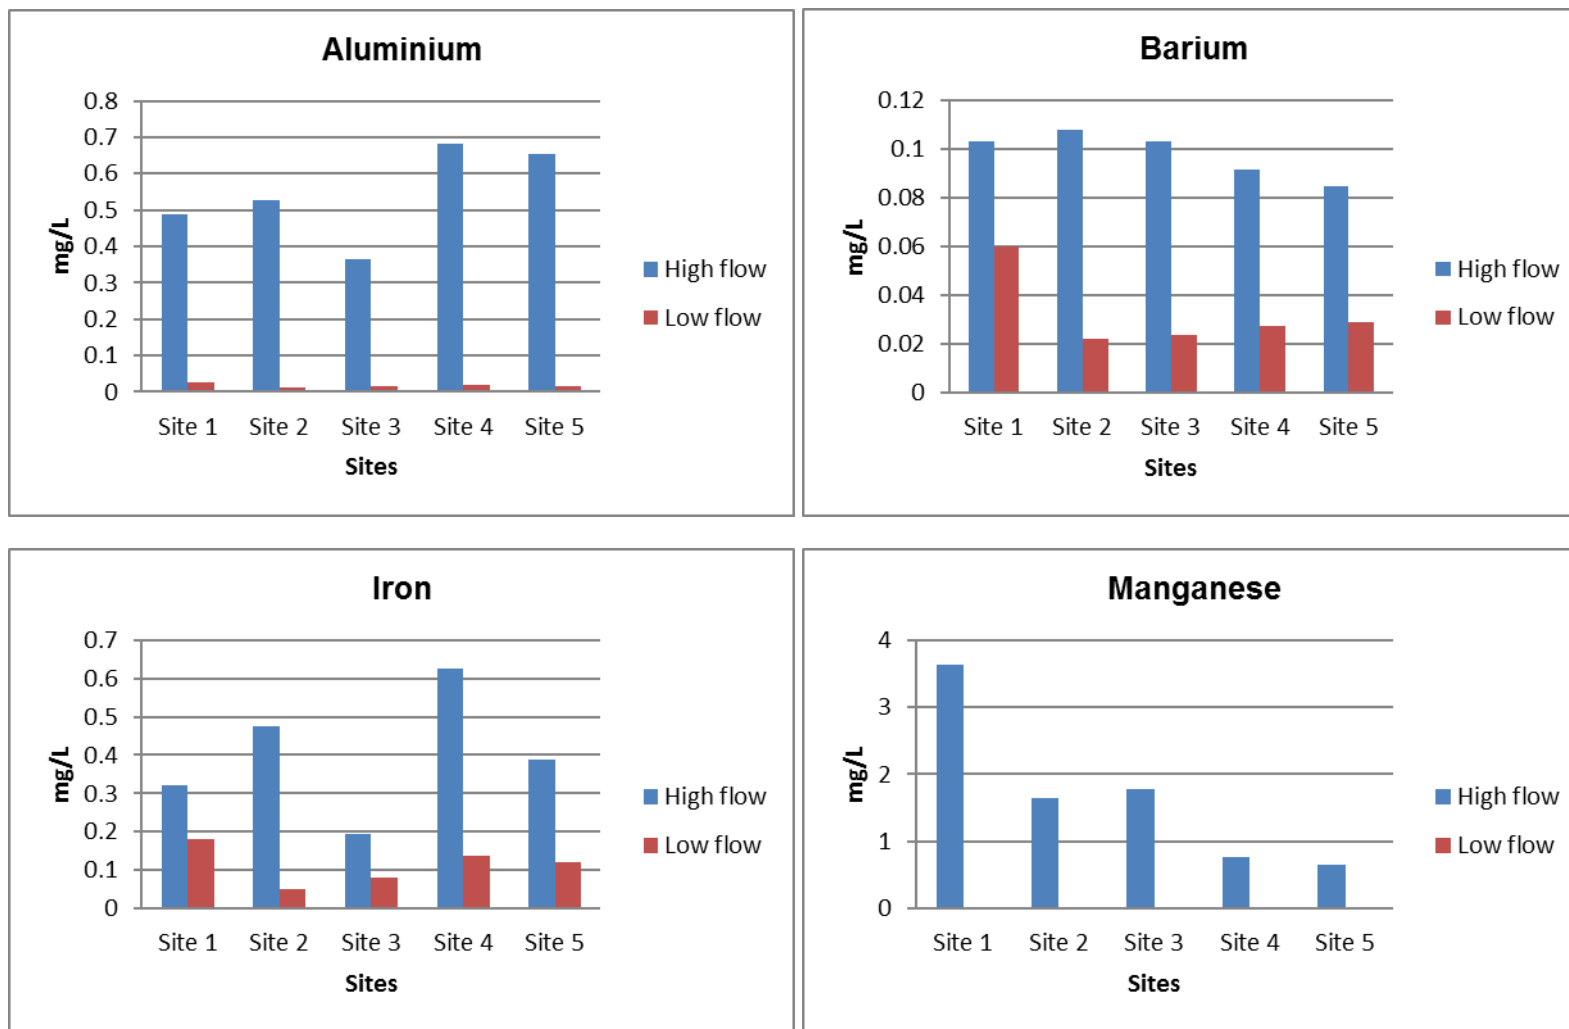 Aluminium
0.8
0.7
0.6
0.5
0.4
0.3
0.2
0.1
0
mg/L
Site 1 Site 2 Site 3 Site 4 Site 5
Sites
High flow
Low flow
Barium
0.12
0.1
0.08
0.06
0.04
0.02
0
mg/L
Site 1 Site 2 Site 3 Site 4 Site 5
Sites
High flow
Low flow
Iron
0.7
0.6
0.5
0.4
0.3
0.2
0.1
0
mg/L
Site 1 Site 2 Site 3 Site 4 Site 5
Sites
High flow
Low flow
Manganese
4
3
2
1
0
mg/L
Site 1 Site 2 Site 3 Site 4 Site 5
Sites
High flow
Low flow